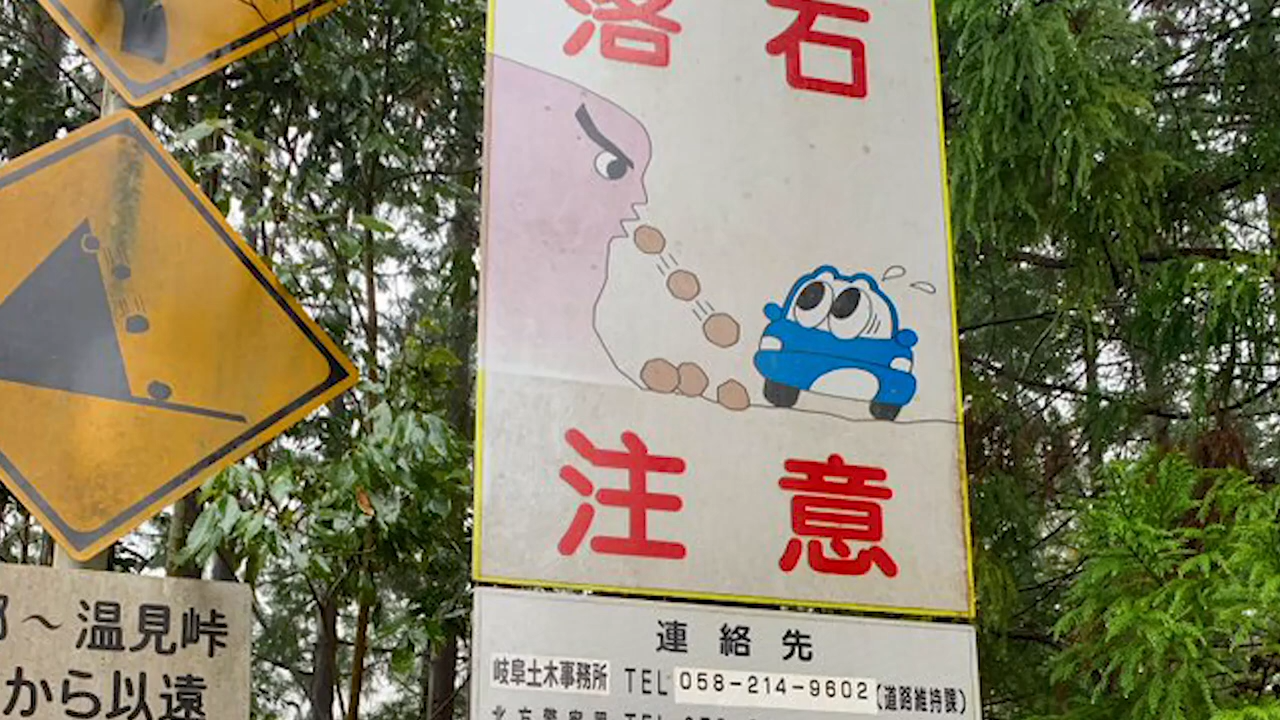 落石
注意
連絡先
岐阜土木事務所 TEL 058-214-9602(道路維持課)
～温見峠
から以遠